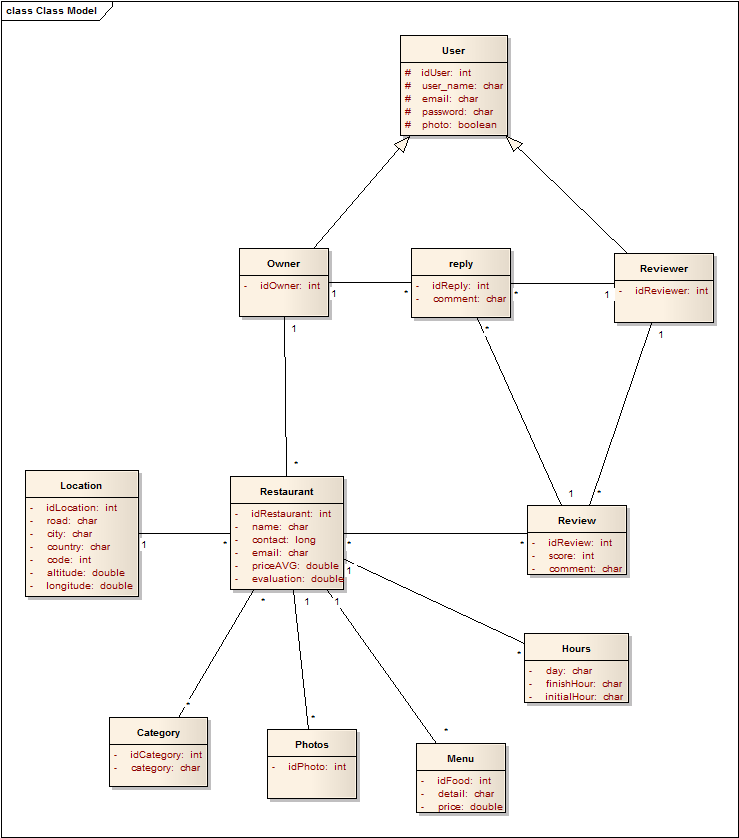 class Class Model
User
# idUser: int
# user_name: char
# email: char
# password: char
# photo: boolean
Owner
- idOwner: int
reply
- idReply: int
- comment: char
Reviewer
- idReviewer: int
1
*
*
1
1
*
1
*
1
*
Location
- idLocation: int
- road: char
- city: char
- country: char
- code: int
- altitude: double
- longitude: double
Restaurant
- idRestaurant: int
- name: char
- contact: long
- email: char
- priceAVG: double
- evaluation: double
Review
- idReview: int
- score: int
- comment: char
1
*
*
*
1
*
*
1
1
Hours
- day: char
- finishHour: char
- initialHour: char
*
*
*
Category
- idCategory: int
- category: char
Photos
- idPhoto: int
Menu
- idFood: int
- detail: char
- price: double